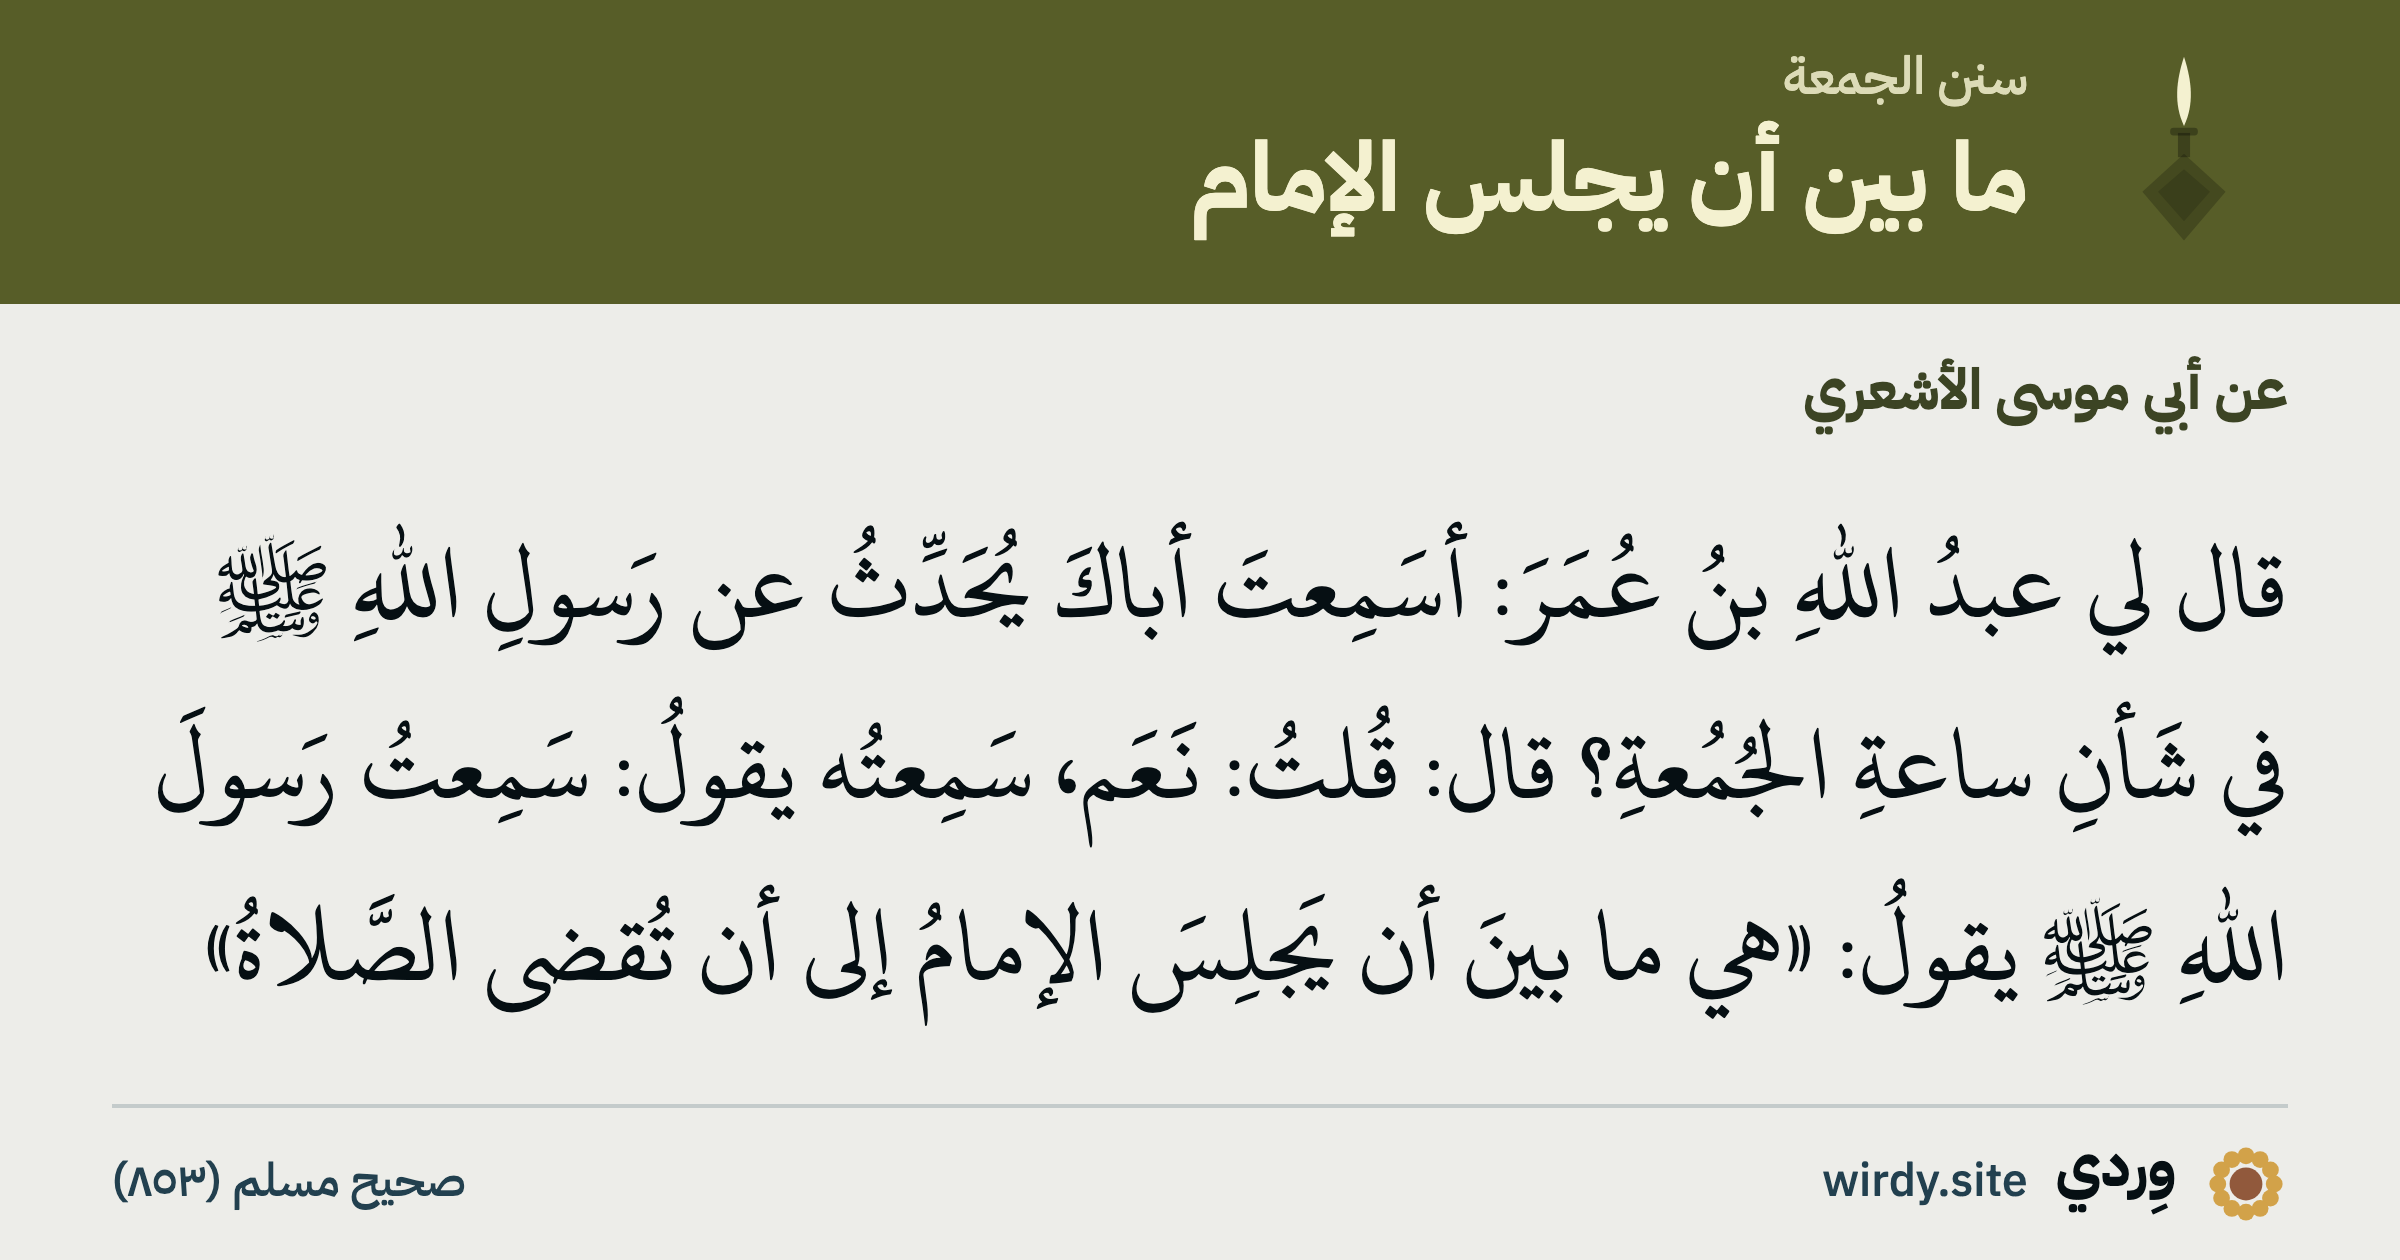 سنن الجمعة
ما بين أن يجلس الإمام
عن أبي موسى الأشعري
قال لي عبدُ اللهِ بنُ عُمَرَ: أسَمِعتَ أباكَ يُحَدِّثُ عن رَسولِ اللهِ ﷺ
في شَأنِ ساعةِ الجُمُعةِ؟ قال: قُلتُ: نَعَم، سَمِعتُه يقولُ: سَمِعتُ رَسولَ
اللهِ ﷺ يقولُ: «هي ما بينَ أن يَجلِسَ الإمامُ إلى أن تُقضى الصَّلاةُ»
وِردي wirdy.site
صحيح مسلم (٨٥٣)